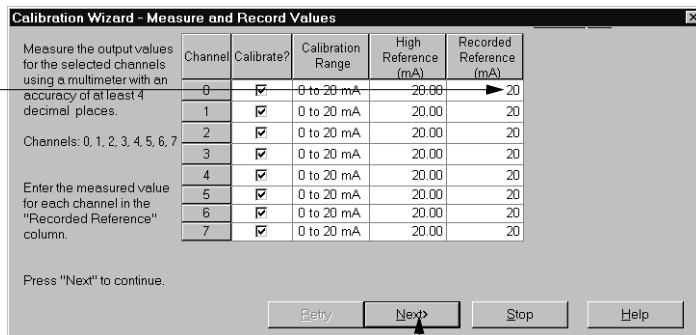 Calibration Wizard - Measure and Record Values
Measure the output values
for the selected channels
using a multimeter with an
accuracy of at least 4
decimal places.
Channels: 0, 1, 2, 3, 4, 5, 6, 7
Enter the measured value
for each channel in the
"Recorded Reference"
column.
Press "Next" to continue.
Channel Calibrate? Calibration Range High Reference (mA) Recorded Reference (mA)
0 0 to 20 mA 20.00 20
1 0 to 20 mA 20.00 20
2 0 to 20 mA 20.00 20
3 0 to 20 mA 20.00 20
4 0 to 20 mA 20.00 20
5 0 to 20 mA 20.00 20
6 0 to 20 mA 20.00 20
7 0 to 20 mA 20.00 20
Retry Next> Stop Help